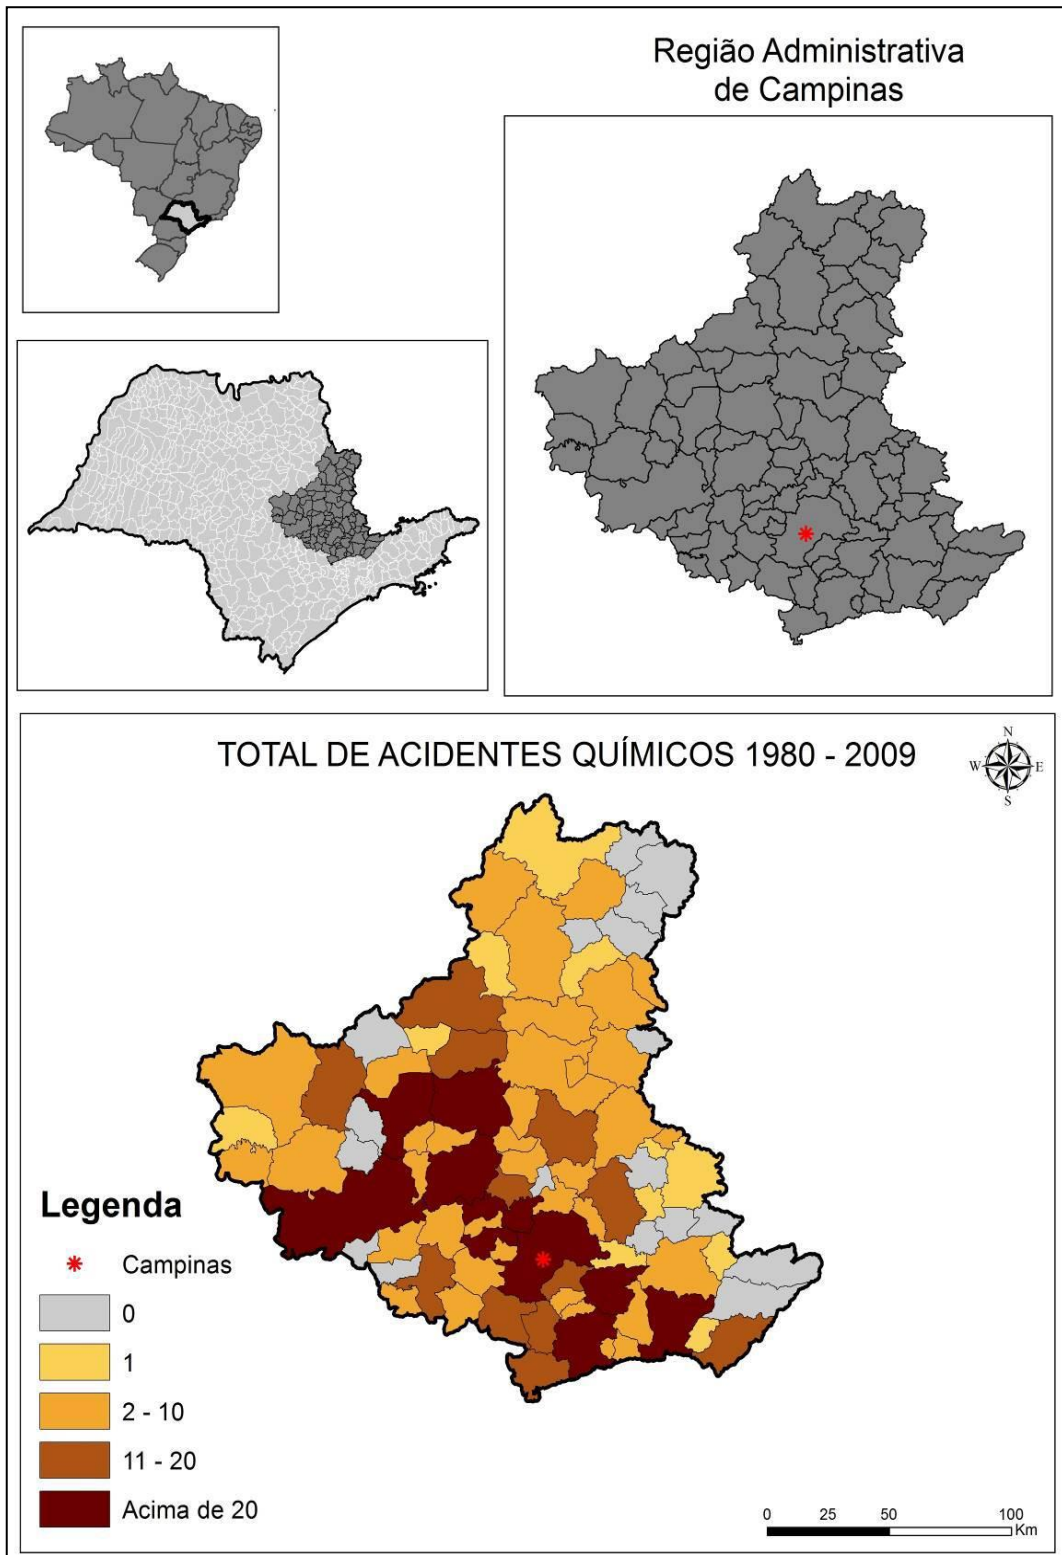 Região Administrativa
de Campinas
TOTAL DE ACIDENTES QUÍMICOS 1980 - 2009
N
W
E
S
Legenda
Campinas
0
1
2 - 10
11 - 20
Acima de 20
0 25 50 100
Km